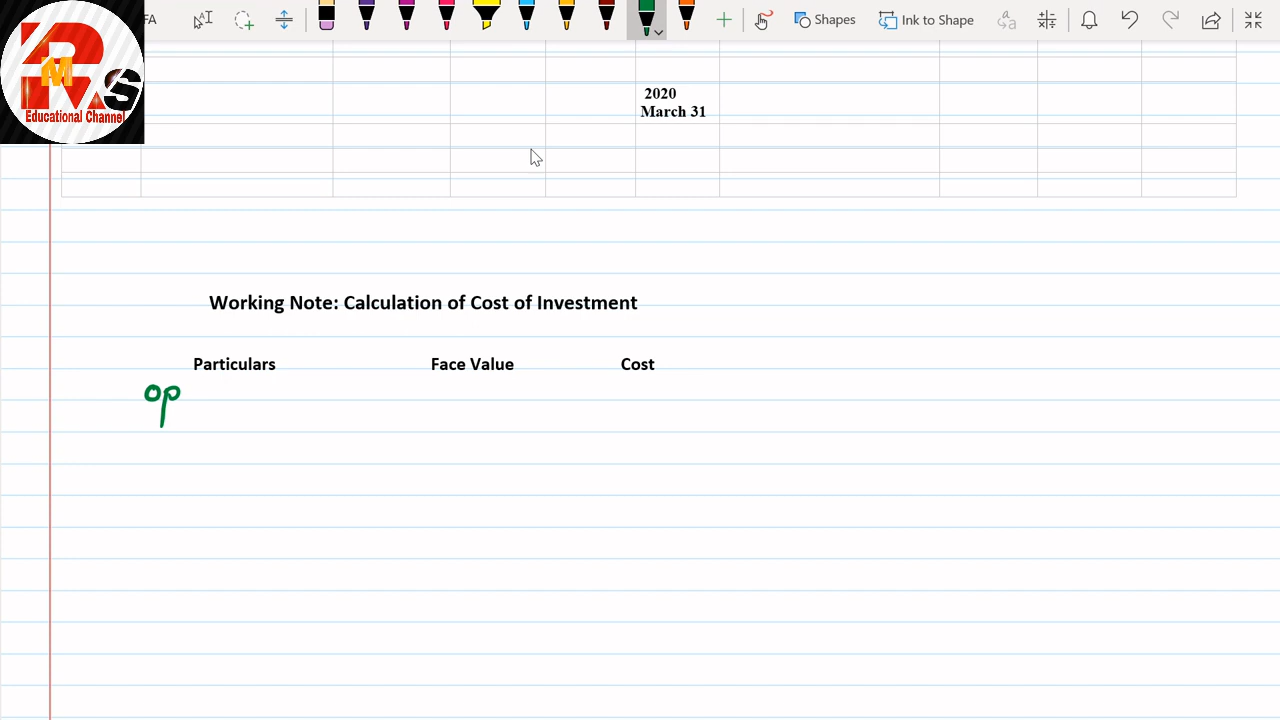 RMS
Educational Channel
FA
Shapes
Ink to Shape
2020
March 31
Working Note: Calculation of Cost of Investment
Particulars Face Value Cost
op